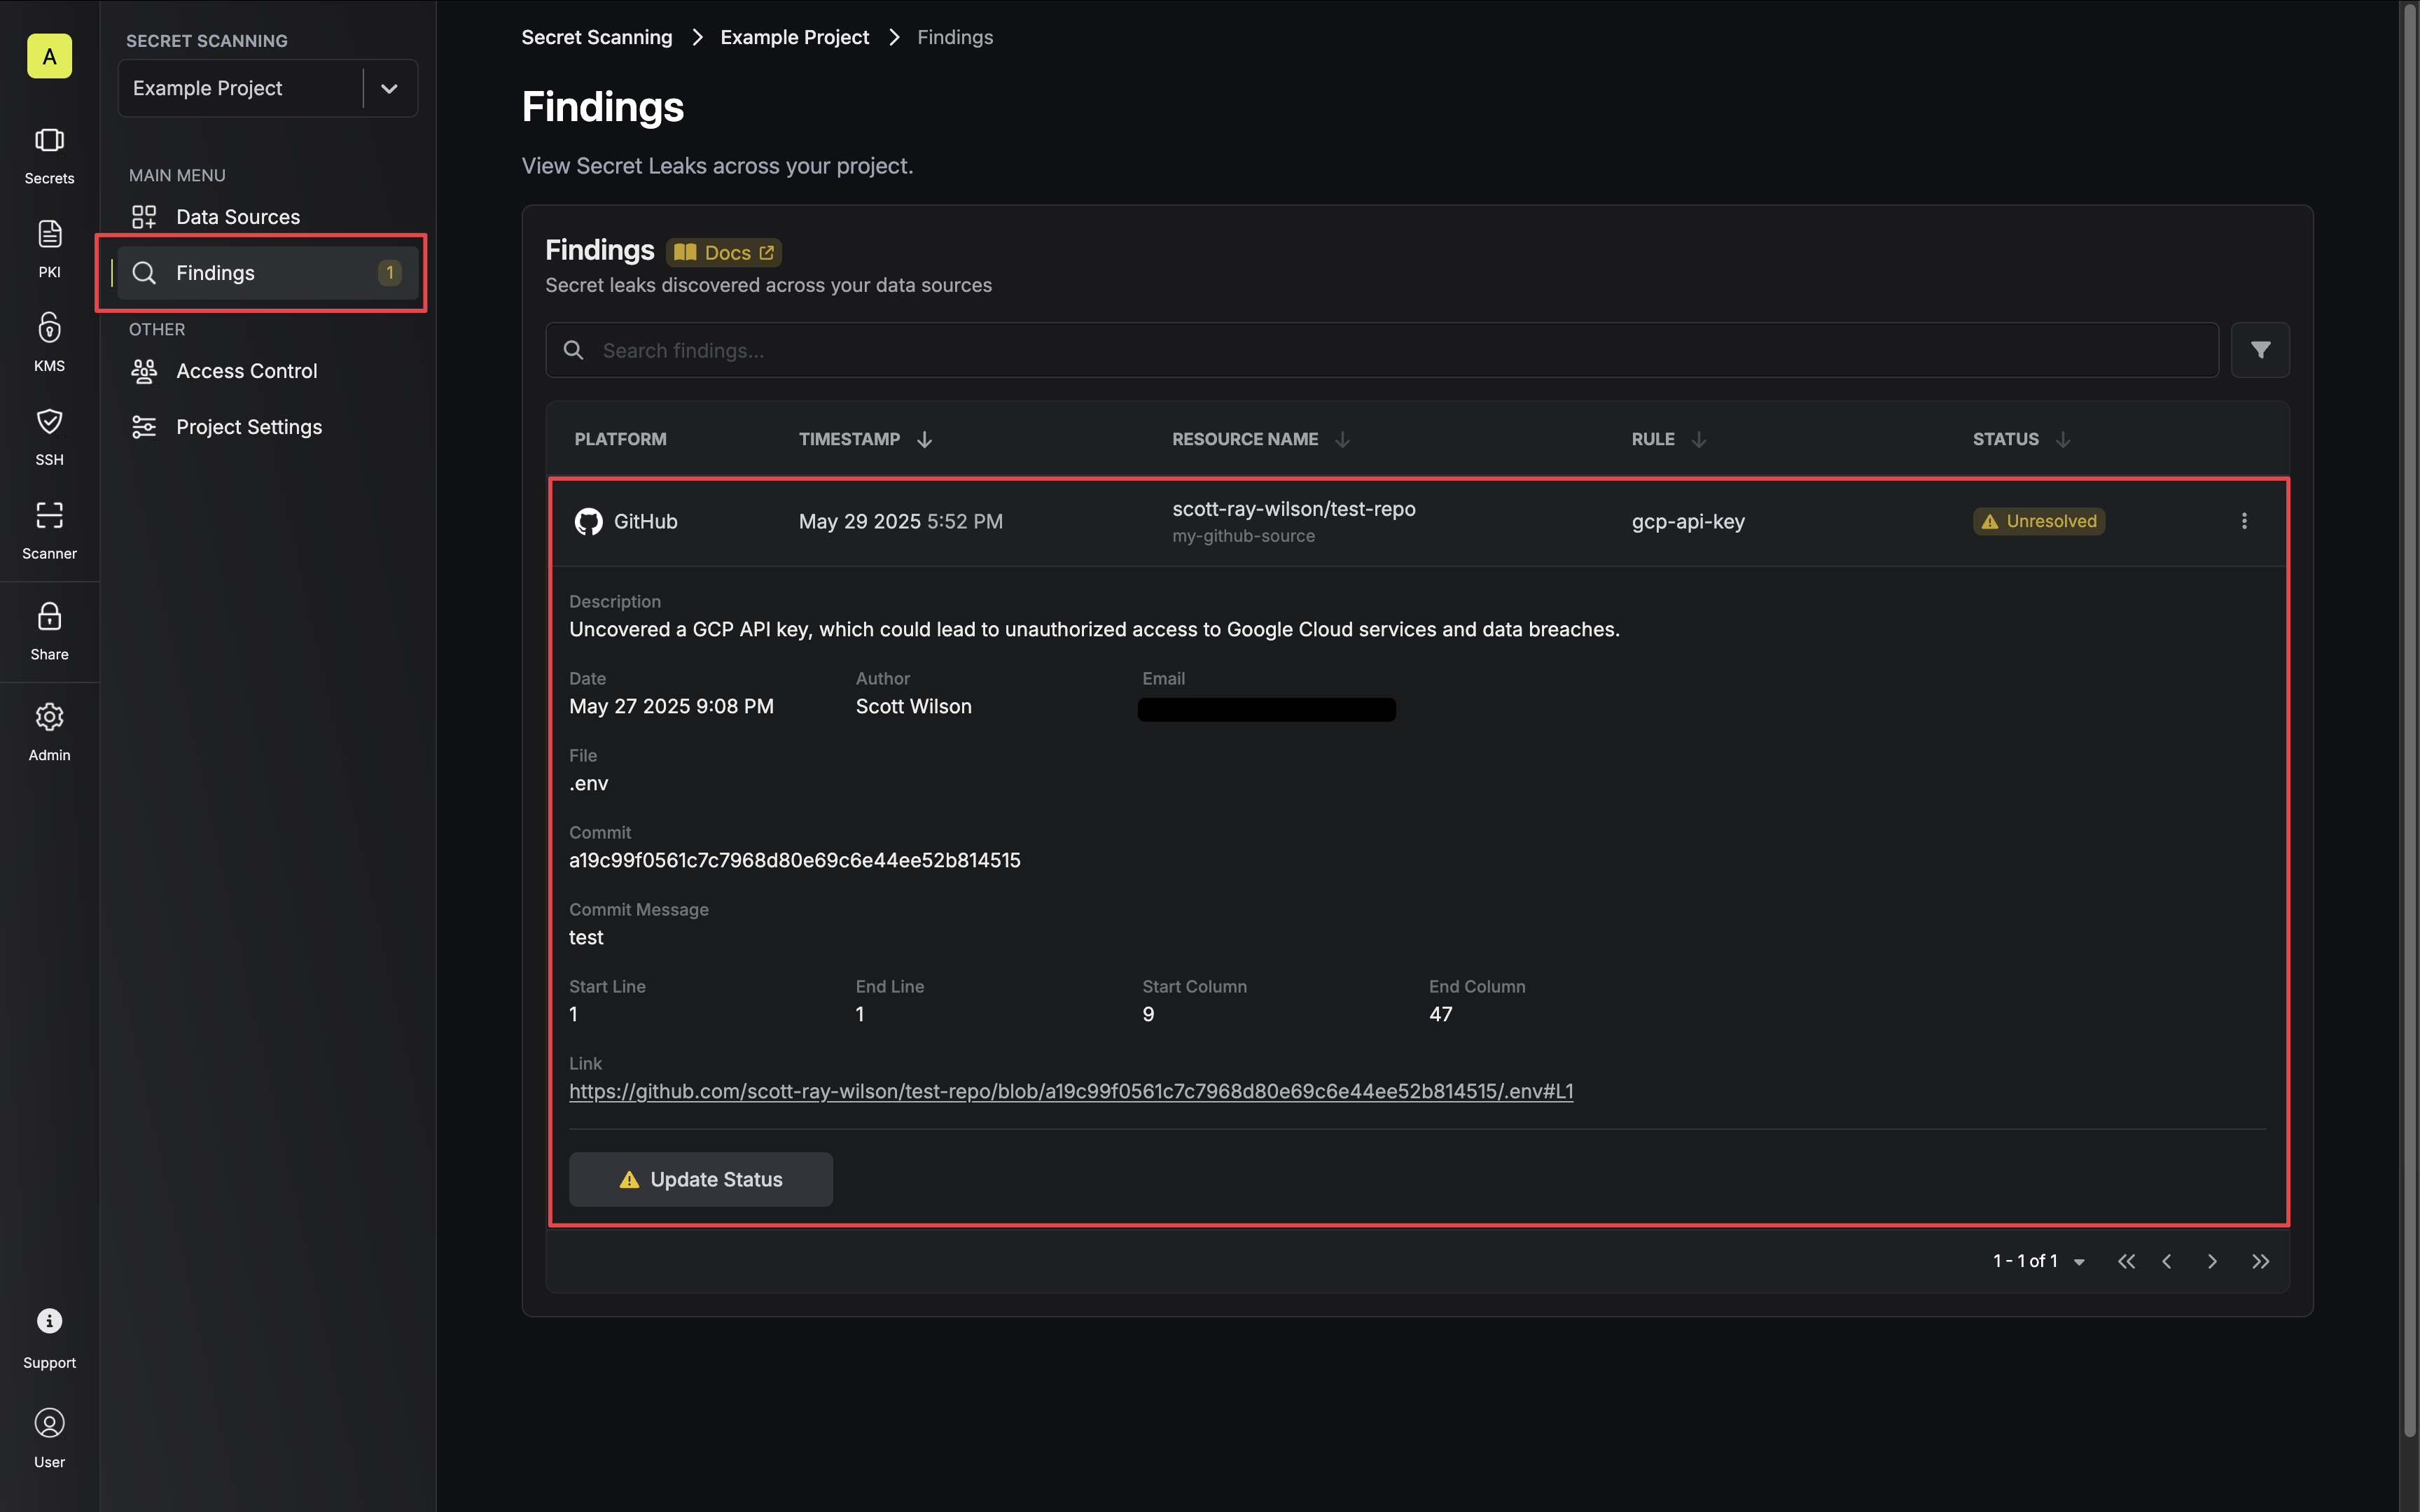 A
Secrets
PKI
KMS
SSH
Scanner
Share
Admin
Support
User
SECRET SCANNING
Example Project
MAIN MENU
Data Sources
Findings 1
OTHER
Access Control
Project Settings
Secret Scanning > Example Project > Findings
Findings
View Secret Leaks across your project.
Findings Docs
Secret leaks discovered across your data sources
Search findings...
PLATFORM TIMESTAMP RESOURCE NAME RULE STATUS
GitHub May 29 2025 5:52 PM scott-ray-wilson/test-repo gcp-api-key Unresolved
my-github-source
Description
Uncovered a GCP API key, which could lead to unauthorized access to Google Cloud services and data breaches.
Date Author Email
May 27 2025 9:08 PM Scott Wilson
File
.env
Commit
a19c99f0561c7c7968d80e69c6e44ee52b814515
Commit Message
test
Start Line End Line Start Column End Column
1 1 9 47
Link
https://github.com/scott-ray-wilson/test-repo/blob/a19c99f0561c7c7968d80e69c6e44ee52b814515/.env#L1
Update Status
1 - 1 of 1